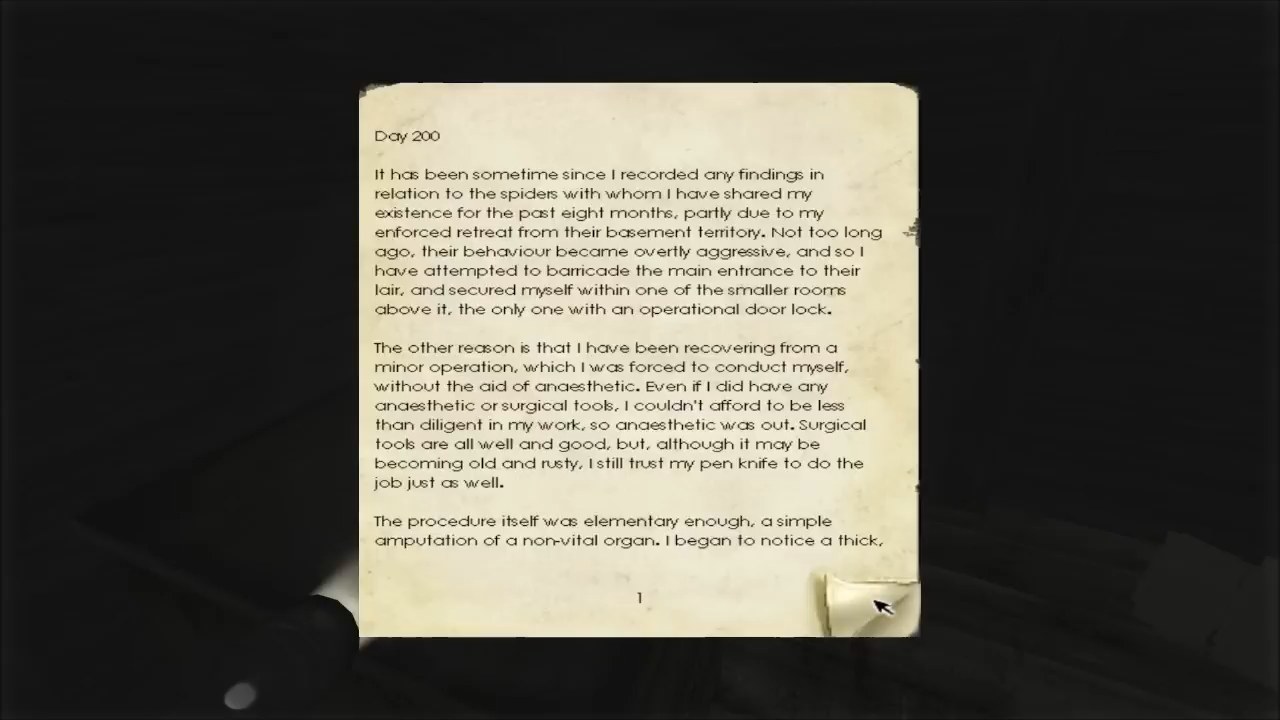 Day 200
It has been sometime since I recorded any findings in
relation to the spiders with whom I have shared my
existence for the past eight months, partly due to my
enforced retreat from their basement territory. Not too long
ago, their behaviour became overtly aggressive, and so I
have attempted to barricade the main entrance to their
lair, and secured myself within one of the smaller rooms
above it, the only one with an operational door lock.
The other reason is that I have been recovering from a
minor operation, which I was forced to conduct myself,
without the aid of anaesthetic. Even if I did have any
anaesthetic or surgical tools, I couldn't afford to be less
than diligent in my work, so anaesthetic was out. Surgical
tools are all well and good, but, although it may be
becoming old and rusty, I still trust my pen knife to do the
job just as well.
The procedure itself was elementary enough, a simple
amputation of a non-vital organ. I began to notice a thick,
1